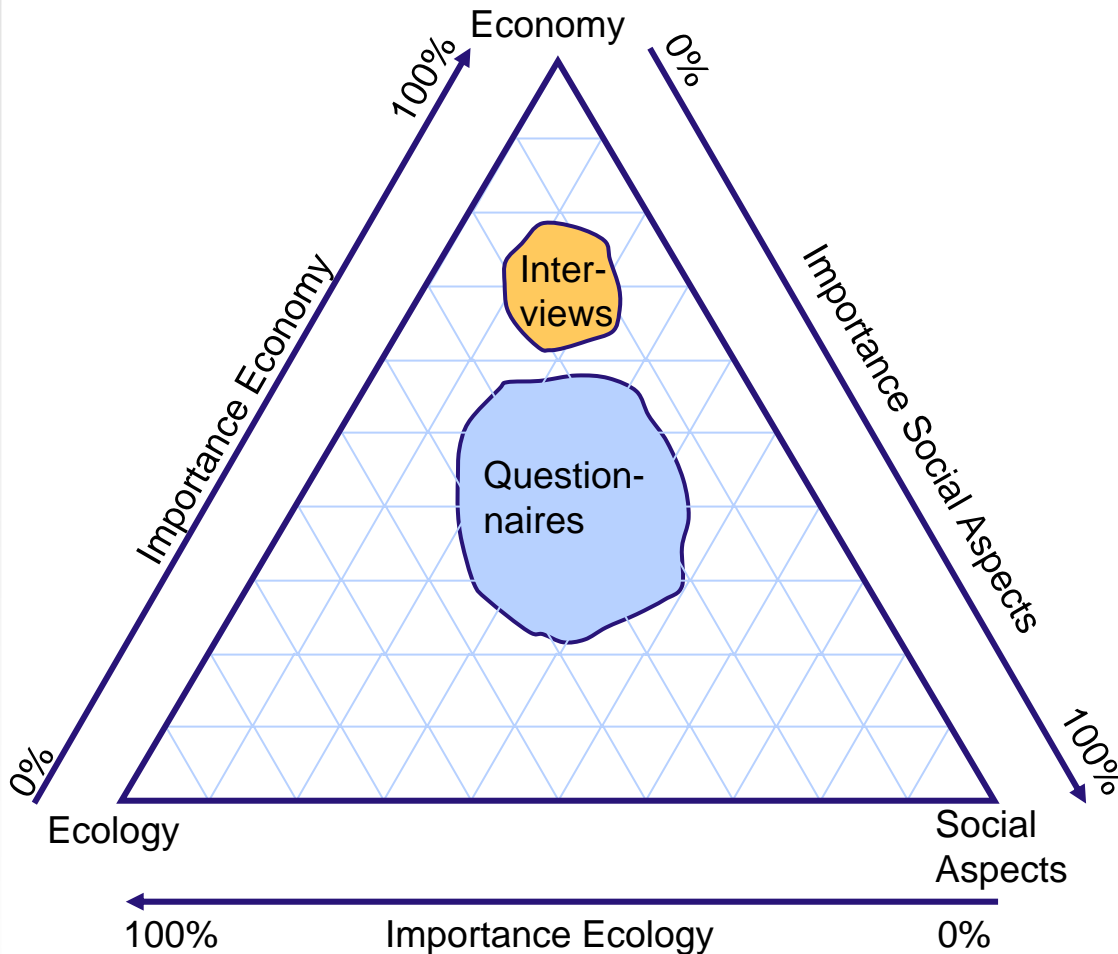 Economy
100%
0%
Importance Economy
Importance Social Aspects
Inter-
views
Question-
naires
0%
100%
Ecology
Social
Aspects
100%
Importance Ecology
0%